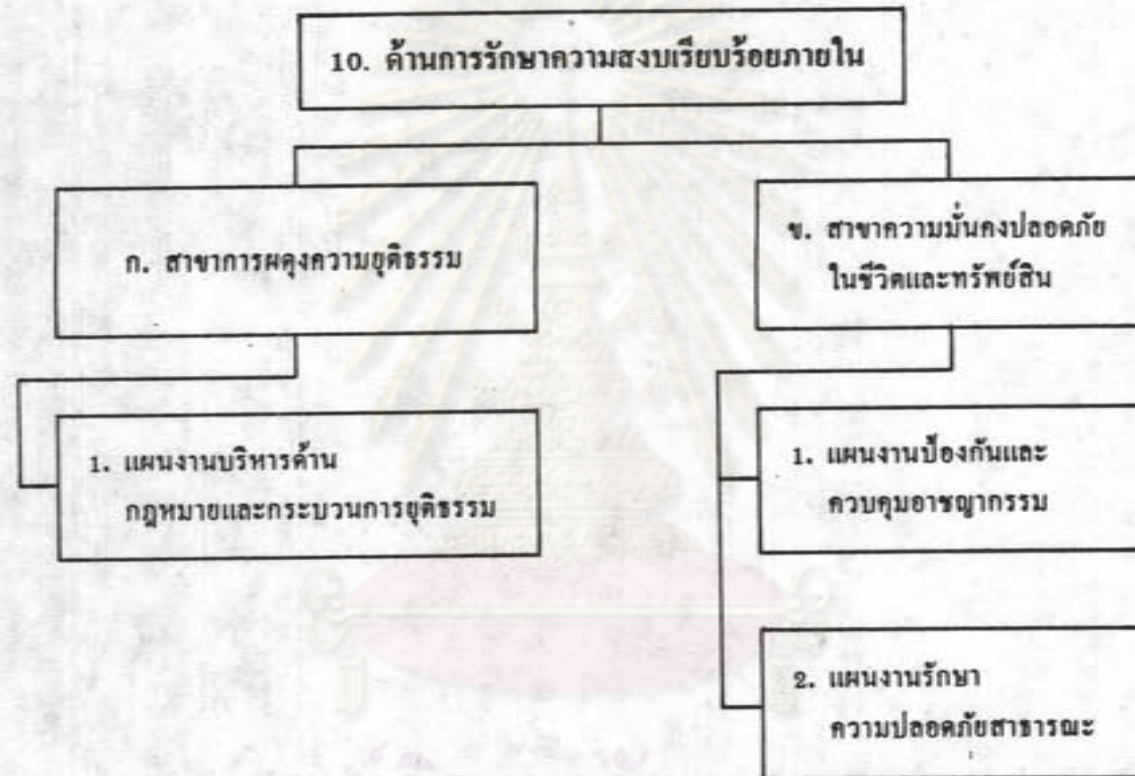 10. ด้านการรักษาความสงบเรียบร้อยภายใน
ก. สาขาการผดุงความยุติธรรม
ข. สาขาความมั่นคงปลอดภัย
ในชีวิตและทรัพย์สิน
1. แผนงานบริหารด้าน
กฎหมายและกระบวนการยุติธรรม
1. แผนงานป้องกันและ
ควบคุมอาชญากรรม
2. แผนงานรักษา
ความปลอดภัยสาธารณะ